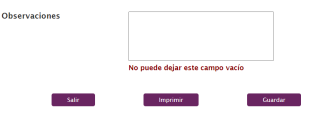 Observaciones
No puede dejar este campo vacío
Salir
Imprimir
Guardar